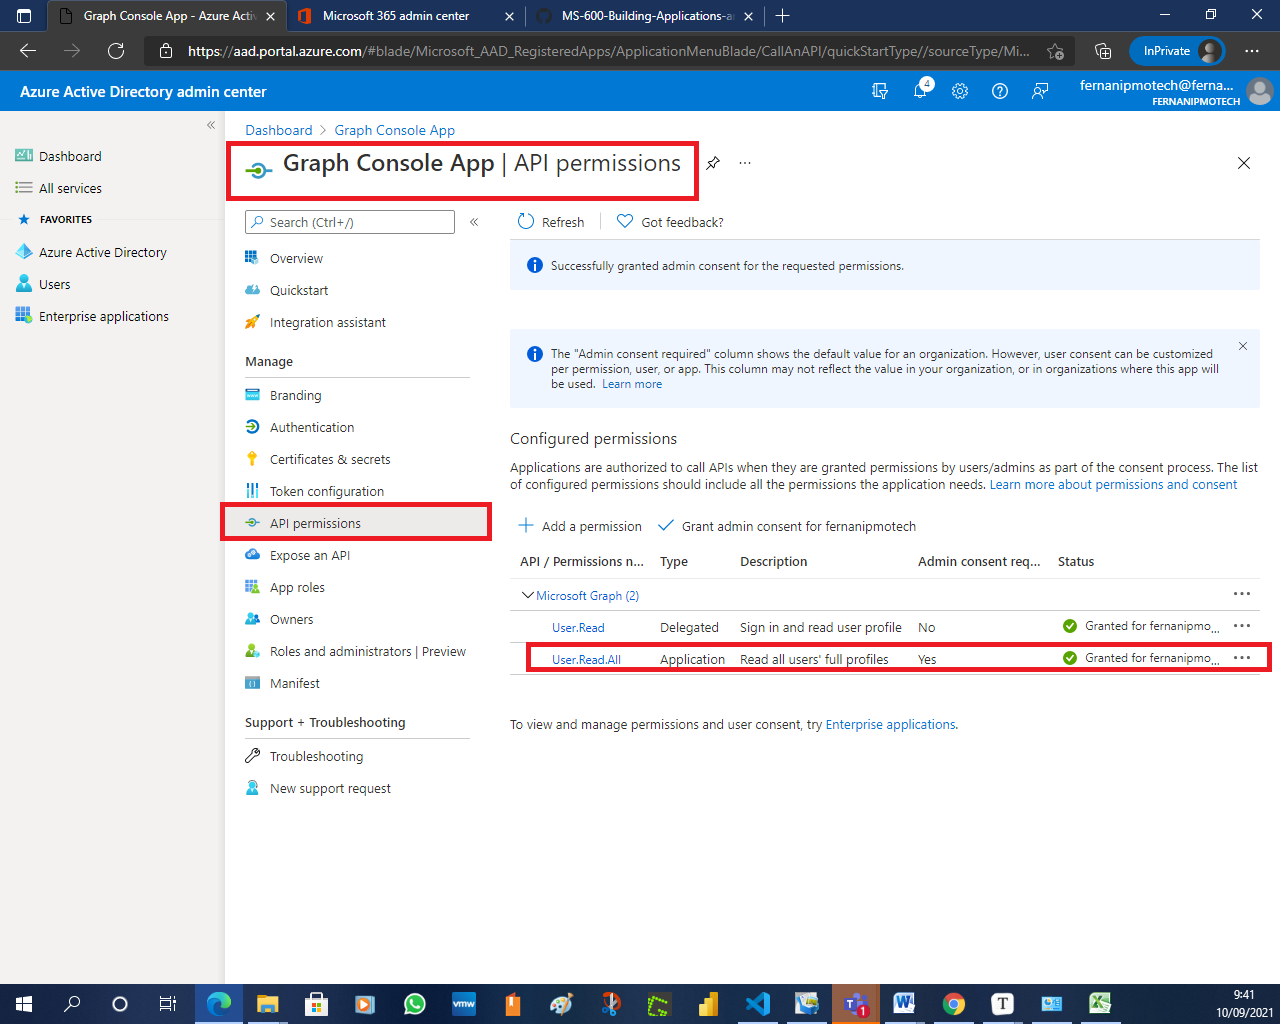 Graph Console App - Azure Activ
Microsoft 365 admin center
MS-600-Building-Applications-a
https://aad.portal.azure.com/#blade/Microsoft_AAD_RegisteredApps/ApplicationMenuBlade/CallAnAPI/quickStartType//sourceType/Mi...
InPrivate
Azure Active Directory admin center
4
fernanipmotech@ferna...
FERNANIPMOTECH
Dashboard
All services
FAVORITES
Azure Active Directory
Users
Enterprise applications
Dashboard > Graph Console App
Graph Console App | API permissions
Search (Ctrl+/)
Overview
Quickstart
Integration assistant
Manage
Branding
Authentication
Certificates & secrets
Token configuration
API permissions
Expose an API
App roles
Owners
Roles and administrators | Preview
Manifest
Support + Troubleshooting
Troubleshooting
New support request
Refresh
Got feedback?
Successfully granted admin consent for the requested permissions.
The "Admin consent required" column shows the default value for an organization. However, user consent can be customized
per permission, user, or app. This column may not reflect the value in your organization, or in organizations where this app will
be used. Learn more
Configured permissions
Applications are authorized to call APIs when they are granted permissions by users/admins as part of the consent process. The list
of configured permissions should include all the permissions the application needs. Learn more about permissions and consent
Add a permission
Grant admin consent for fernanipmotech
API / Permissions n... Type Description Admin consent req... Status
Microsoft Graph (2)
User.Read Delegated Sign in and read user profile No Granted for fernanipmo...
User.Read.All Application Read all users' full profiles Yes Granted for fernanipmo...
To view and manage permissions and user consent, try Enterprise applications.
vmw
1
9:41
10/09/2021